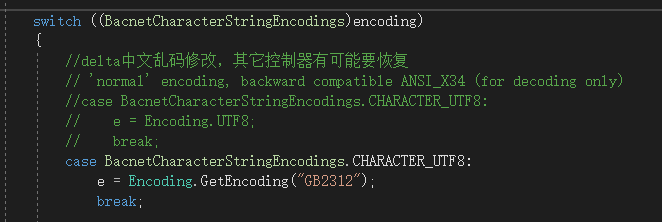 switch ((BacnetCharacterStringEncodings)encoding)
{
//delta中文乱码修改，其它控制器有可能要恢复
// 'normal' encoding, backward compatible ANSI_X34 (for decoding only)
//case BacnetCharacterStringEncodings.CHARACTER_UTF8:
//    e = Encoding.UTF8;
//    break;
case BacnetCharacterStringEncodings.CHARACTER_UTF8:
e = Encoding.GetEncoding("GB2312");
break;